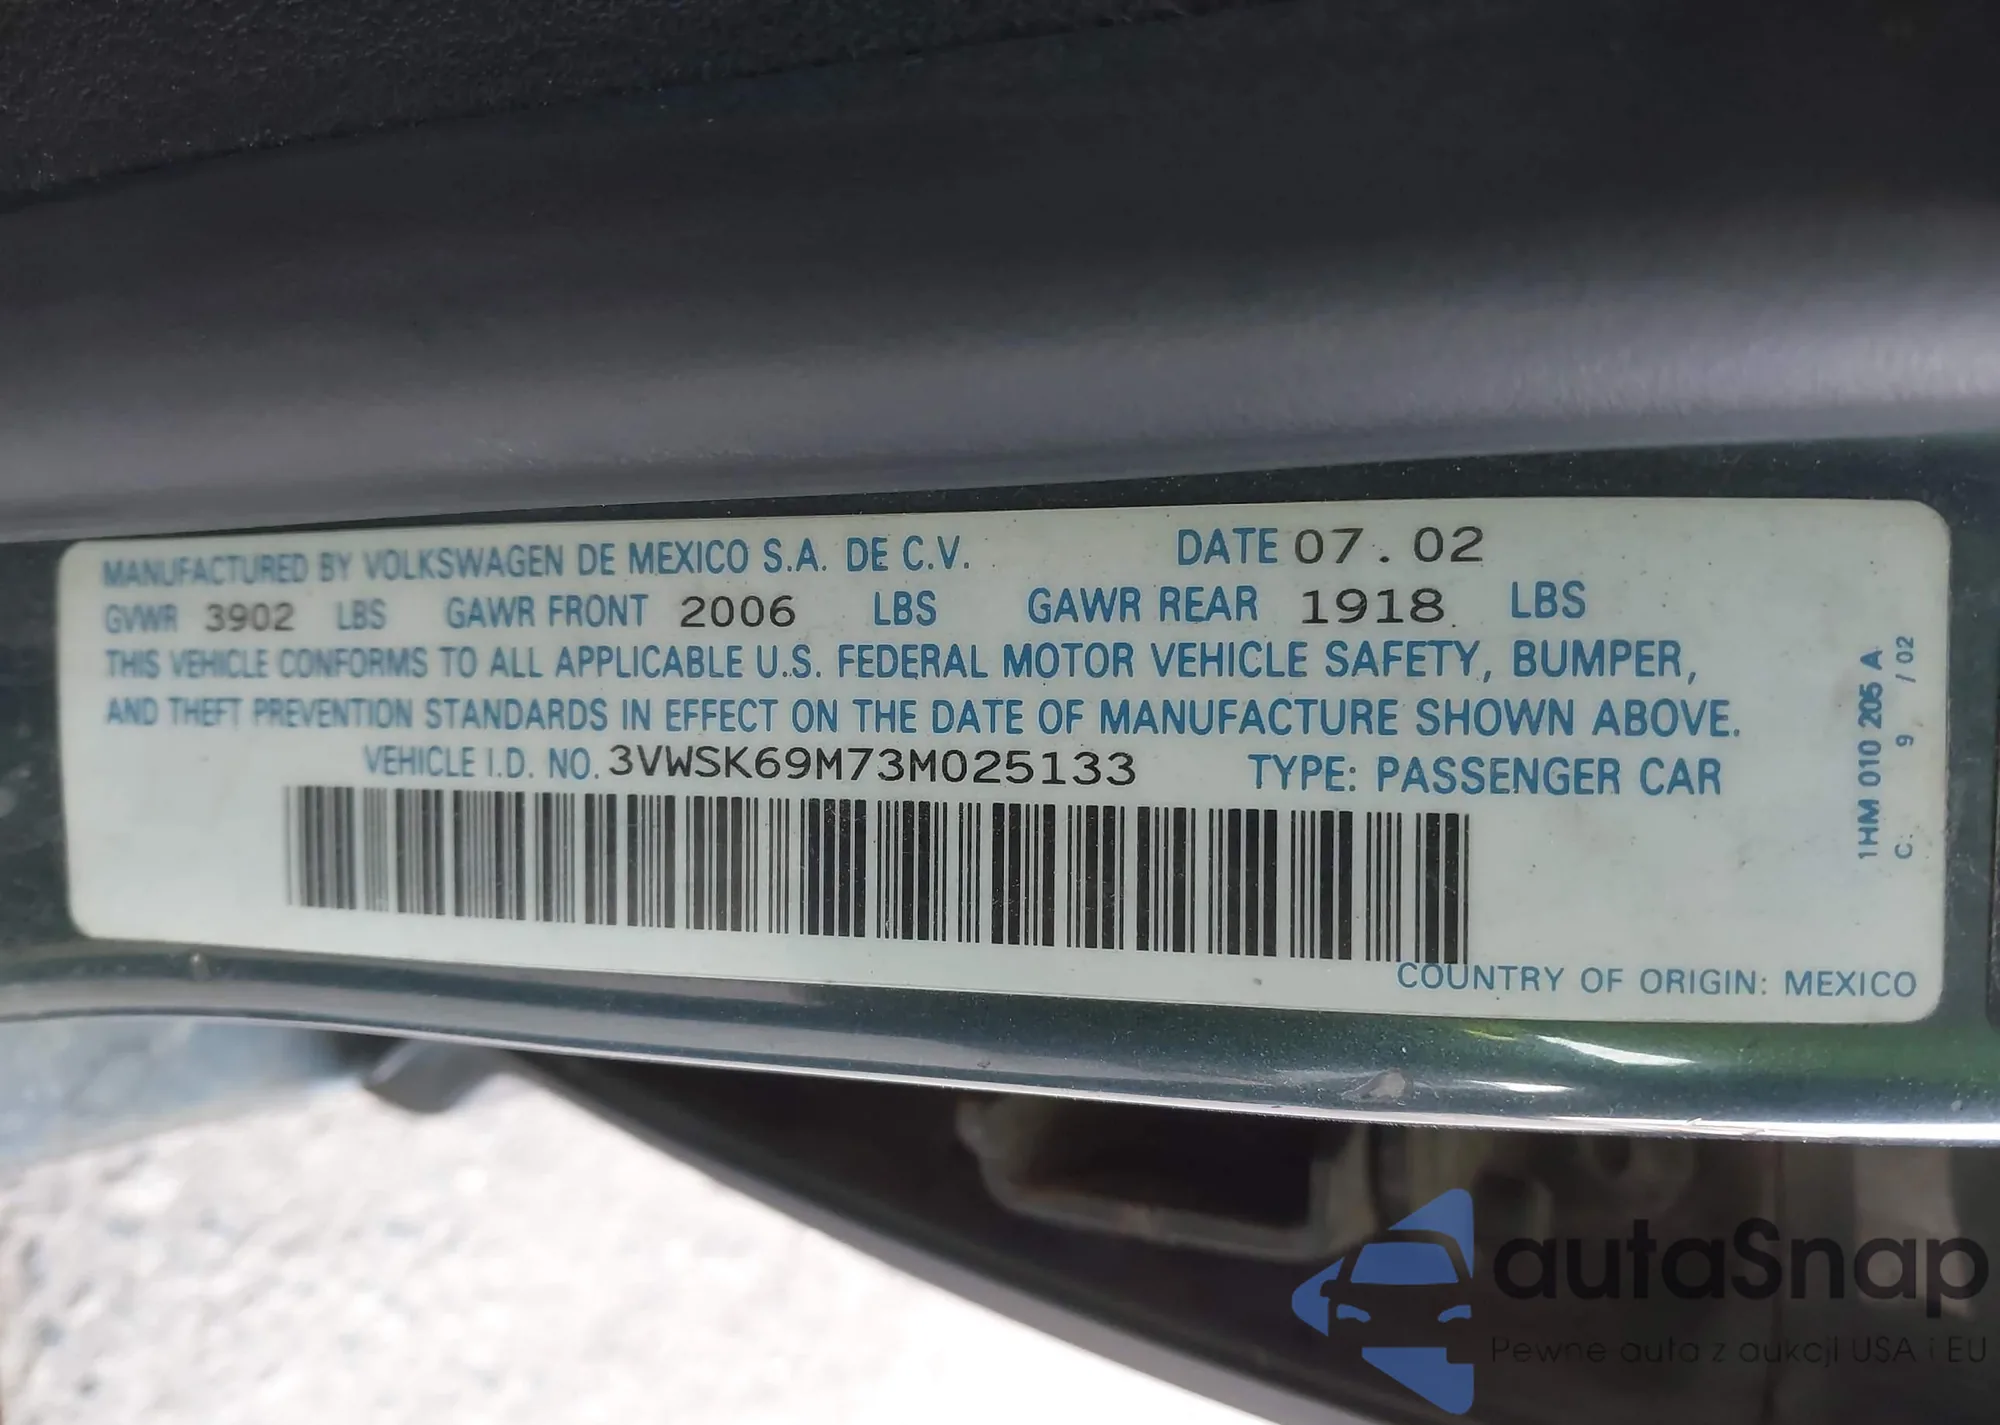 MANUFACTURED BY VOLKSWAGEN DE MEXICO S.A. DE C.V. DATE 07.02
GVWR 3902 LBS GAWR FRONT 2006 LBS GAWR REAR 1918 LBS
THIS VEHICLE CONFORMS TO ALL APPLICABLE U.S. FEDERAL MOTOR VEHICLE SAFETY, BUMPER,
AND THEFT PREVENTION STANDARDS IN EFFECT ON THE DATE OF MANUFACTURE SHOWN ABOVE.
VEHICLE I.D. NO. 3VWSK69M73M025133 TYPE: PASSENGER CAR
COUNTRY OF ORIGIN: MEXICO
1HM 010 205 A
C. 9 / 02
autaSnap
Pewne auta z aukcji USA i EU